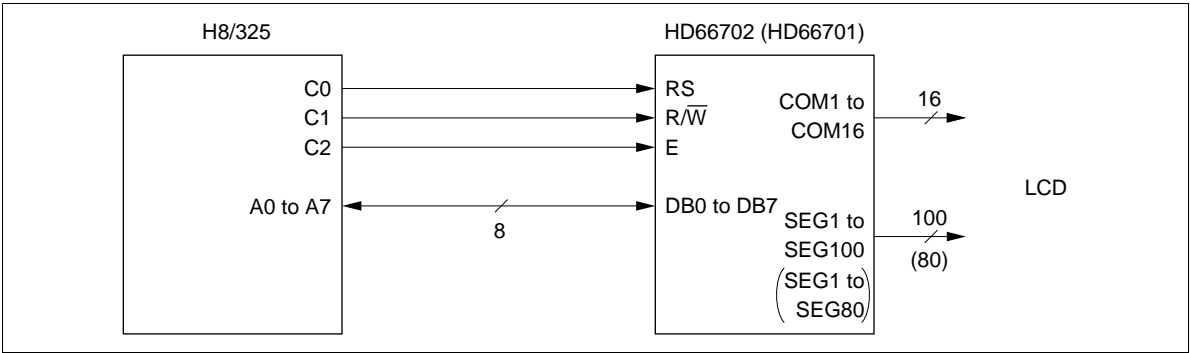 H8/325
HD66702 (HD66701)
C0
RS
C1
R/W̅
C2
E
COM1 to
COM16
16
LCD
A0 to A7
8
DB0 to DB7
SEG1 to
SEG100
100
(80)
(SEG1 to
SEG80)